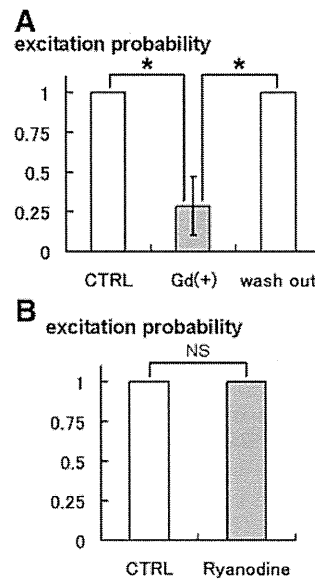 A
excitation probability
* *
1
0.75
0.5
0.25
0
CTRL Gd(+) wash out
B
excitation probability
NS
1
0.75
0.5
0.25
0
CTRL Ryanodine